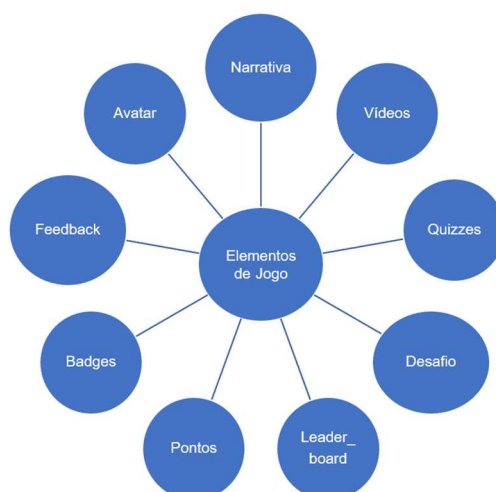 Narrativa
Vídeos
Quizzes
Desafio
Leader_
board
Pontos
Badges
Feedback
Avatar
Elementos
de Jogo